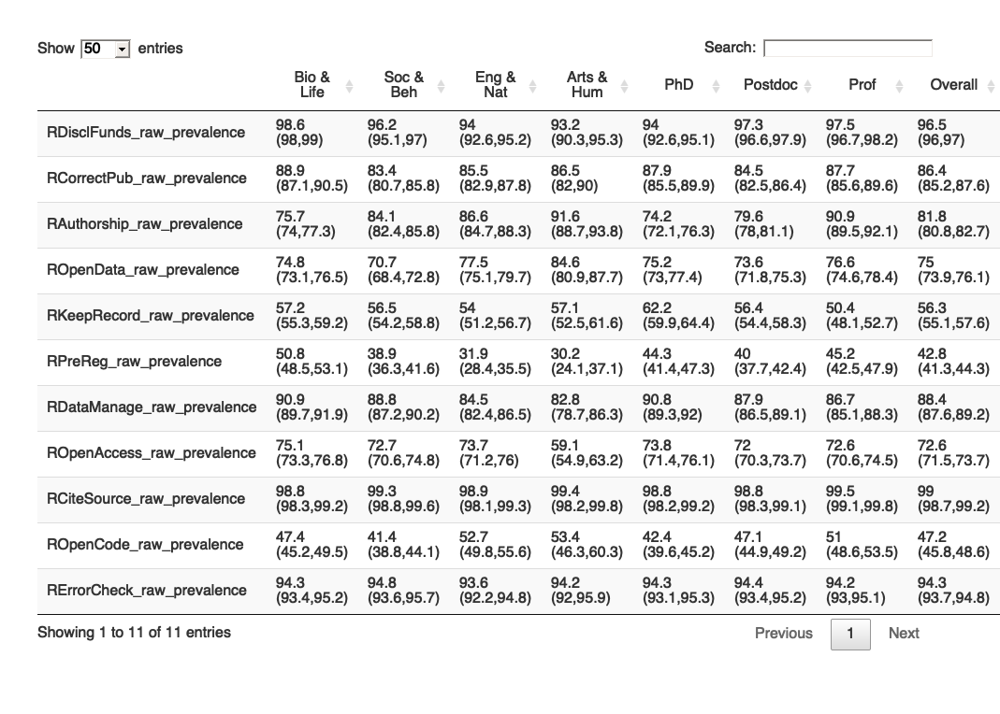 Show 50 entries Search:
Bio & Life Soc & Beh Eng & Nat Arts & Hum PhD Postdoc Prof Overall
RDisclFunds_raw_prevalence 98.6 (98,99) 96.2 (95.1,97) 94 (92.6,95.2) 93.2 (90.3,95.3) 94 (92.6,95.1) 97.3 (96.6,97.9) 97.5 (96.7,98.2) 96.5 (96,97)
RCorrectPub_raw_prevalence 88.9 (87.1,90.5) 83.4 (80.7,85.8) 85.5 (82.9,87.8) 86.5 (82,90) 87.9 (85.5,89.9) 84.5 (82.5,86.4) 87.7 (85.6,89.6) 86.4 (85.2,87.6)
RAuthorship_raw_prevalence 75.7 (74,77.3) 84.1 (82.4,85.8) 86.6 (84.7,88.3) 91.6 (88.7,93.8) 74.2 (72.1,76.3) 79.6 (78,81.1) 90.9 (89.5,92.1) 81.8 (80.8,82.7)
ROpenData_raw_prevalence 74.8 (73.1,76.5) 70.7 (68.4,72.8) 77.5 (75.1,79.7) 84.6 (80.9,87.7) 75.2 (73,77.4) 73.6 (71.8,75.3) 76.6 (74.6,78.4) 75 (73.9,76.1)
RKeepRecord_raw_prevalence 57.2 (55.3,59.2) 56.5 (54.2,58.8) 54 (51.2,56.7) 57.1 (52.5,61.6) 62.2 (59.9,64.4) 56.4 (54.4,58.3) 50.4 (48.1,52.7) 56.3 (55.1,57.6)
RPreReg_raw_prevalence 50.8 (48.5,53.1) 38.9 (36.3,41.6) 31.9 (28.4,35.5) 30.2 (24.1,37.1) 44.3 (41.4,47.3) 40 (37.7,42.4) 45.2 (42.5,47.9) 42.8 (41.3,44.3)
RDataManage_raw_prevalence 90.9 (89.7,91.9) 88.8 (87.2,90.2) 84.5 (82.4,86.5) 82.8 (78.7,86.3) 90.8 (89.3,92) 87.9 (86.5,89.1) 86.7 (85.1,88.3) 88.4 (87.6,89.2)
ROpenAccess_raw_prevalence 75.1 (73.3,76.8) 72.7 (70.6,74.8) 73.7 (71.2,76) 59.1 (54.9,63.2) 73.8 (71.4,76.1) 72 (70.3,73.7) 72.6 (70.6,74.5) 72.6 (71.5,73.7)
RCiteSource_raw_prevalence 98.8 (98.3,99.2) 99.3 (98.8,99.6) 98.9 (98.1,99.3) 99.4 (98.2,99.8) 98.8 (98.2,99.2) 98.8 (98.3,99.1) 99.5 (99.1,99.8) 99 (98.7,99.2)
ROpenCode_raw_prevalence 47.4 (45.2,49.5) 41.4 (38.8,44.1) 52.7 (49.8,55.6) 53.4 (46.3,60.3) 42.4 (39.6,45.2) 47.1 (44.9,49.2) 51 (48.6,53.5) 47.2 (45.8,48.6)
RErrorCheck_raw_prevalence 94.3 (93.4,95.2) 94.8 (93.6,95.7) 93.6 (92.2,94.8) 94.2 (92,95.9) 94.3 (93.1,95.3) 94.4 (93.4,95.2) 94.2 (93,95.1) 94.3 (93.7,94.8)
Showing 1 to 11 of 11 entries Previous 1 Next